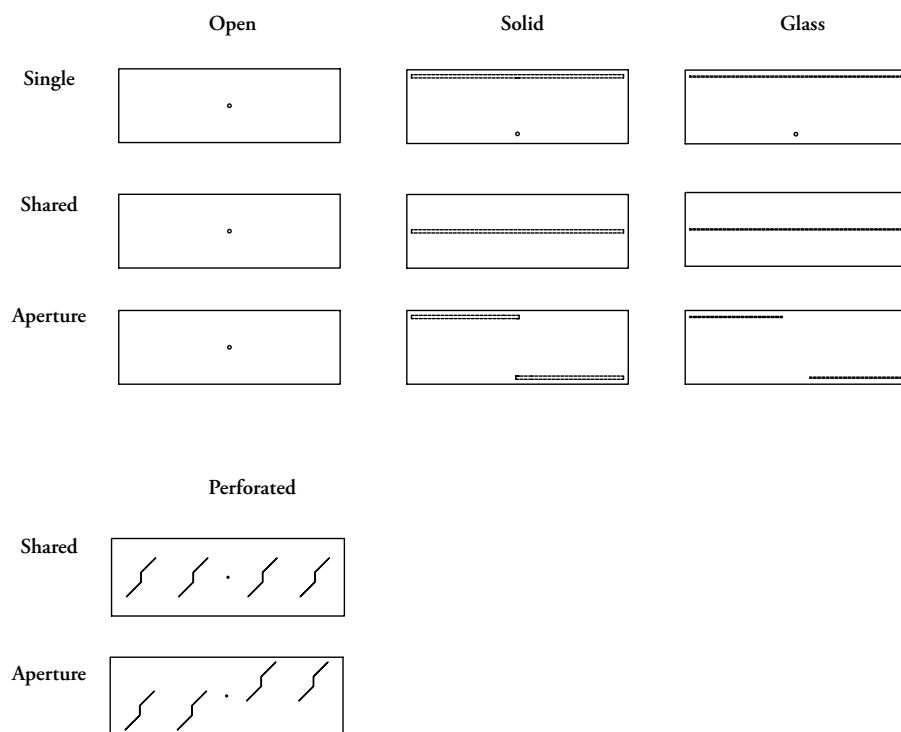 Open Solid Glass
Single
Shared
Aperture
Perforated
Shared
Aperture